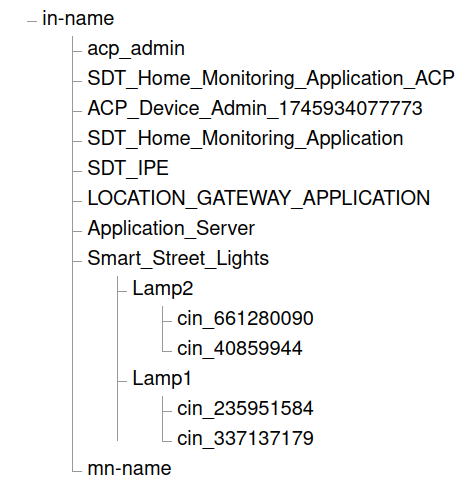 in-name
acp_admin
SDT_Home_Monitoring_Application_ACP
ACP_Device_Admin_1745934077773
SDT_Home_Monitoring_Application
SDT_IPE
LOCATION_GATEWAY_APPLICATION
Application_Server
Smart_Street_Lights
Lamp2
cin_661280090
cin_40859944
Lamp1
cin_235951584
cin_337137179
mn-name